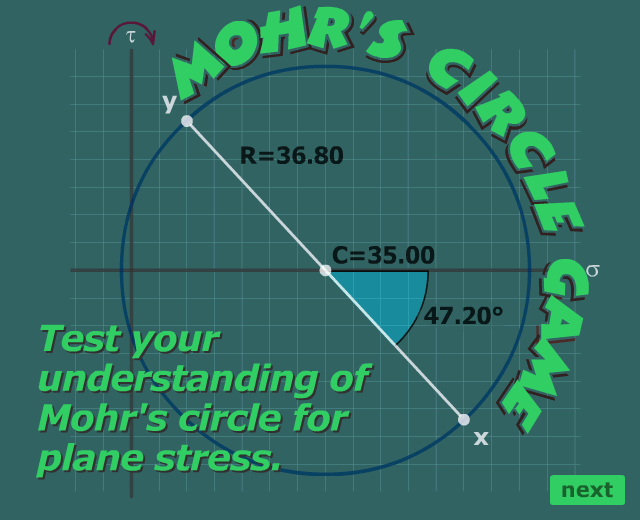 MOHR'S CIRCLE GAME
τ
y
R=36.80
C=35.00
σ
47.20°
Test your
understanding of
Mohr's circle for
plane stress.
x
next